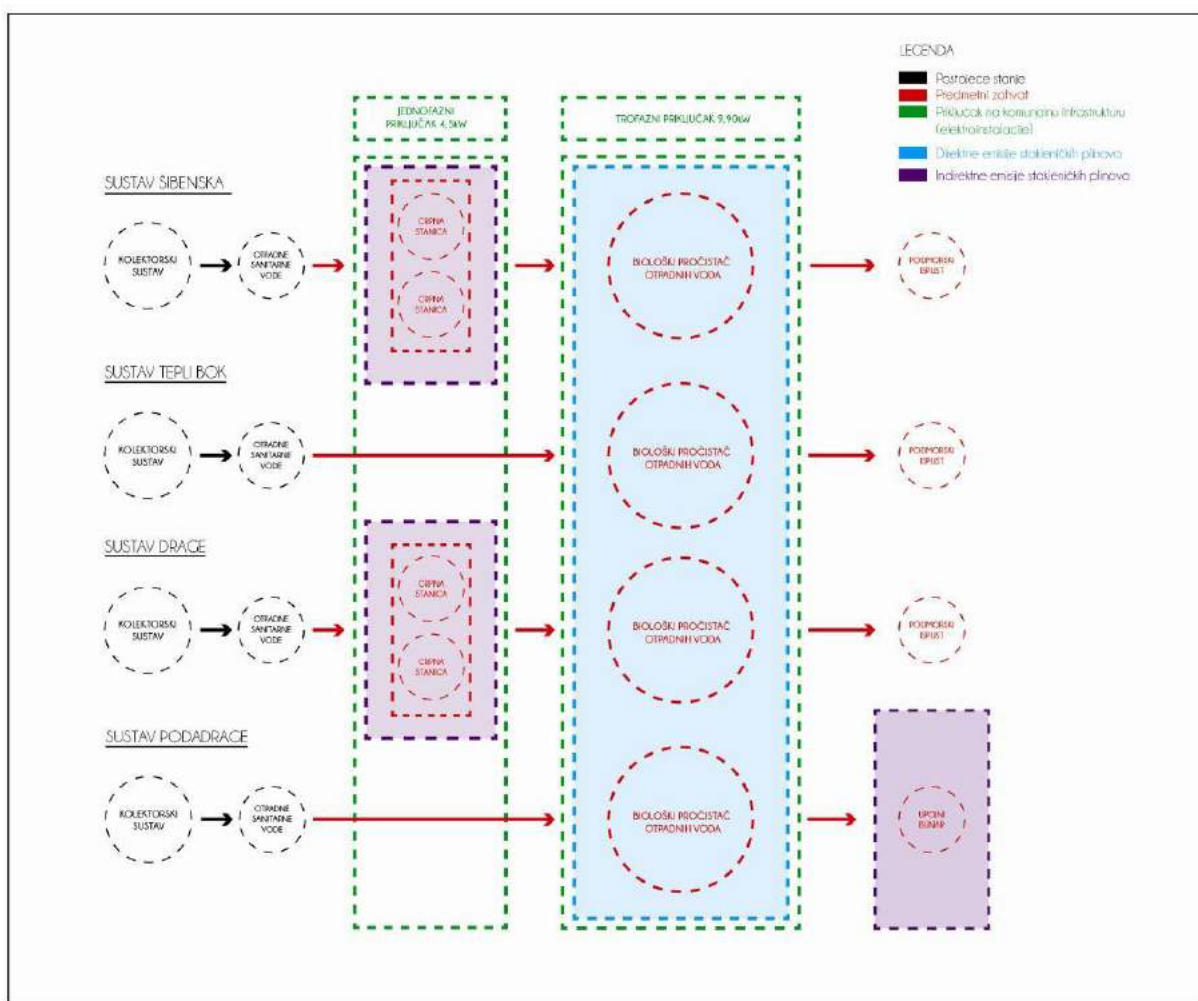 LEGENDA
Postojeće stanje
Predmetni zahvat
Priključak na komunalnu infrastrukturu
(elektroinstalacije)
Direktne emisije stakleničkih plinova
Indirektne emisije stakleničkih plinova
JEDNOFAZNI
PRIKLJUČAK 4,5kW
TROFAZNI PRIKLJUČAK 9,90kW
SUSTAV ŠIBENSKA
KOLEKTORSKI
SUSTAV
OTPADNE
SANITARNE
VODE
CRPNA
STANICA
CRPNA
STANICA
BIOLOŠKI PROČISTAČ
OTPADNIH VODA
PODMORSKI
ISPUST
SUSTAV TEPLI BOK
KOLEKTORSKI
SUSTAV
OTPADNE
SANITARNE
VODE
BIOLOŠKI PROČISTAČ
OTPADNIH VODA
PODMORSKI
ISPUST
SUSTAV DRAGE
KOLEKTORSKI
SUSTAV
OTPADNE
SANITARNE
VODE
CRPNA
STANICA
CRPNA
STANICA
BIOLOŠKI PROČISTAČ
OTPADNIH VODA
PODMORSKI
ISPUST
SUSTAV PODADRAGE
KOLEKTORSKI
SUSTAV
OTPADNE
SANITARNE
VODE
BIOLOŠKI PROČISTAČ
OTPADNIH VODA
UPOJNI
BUNAR